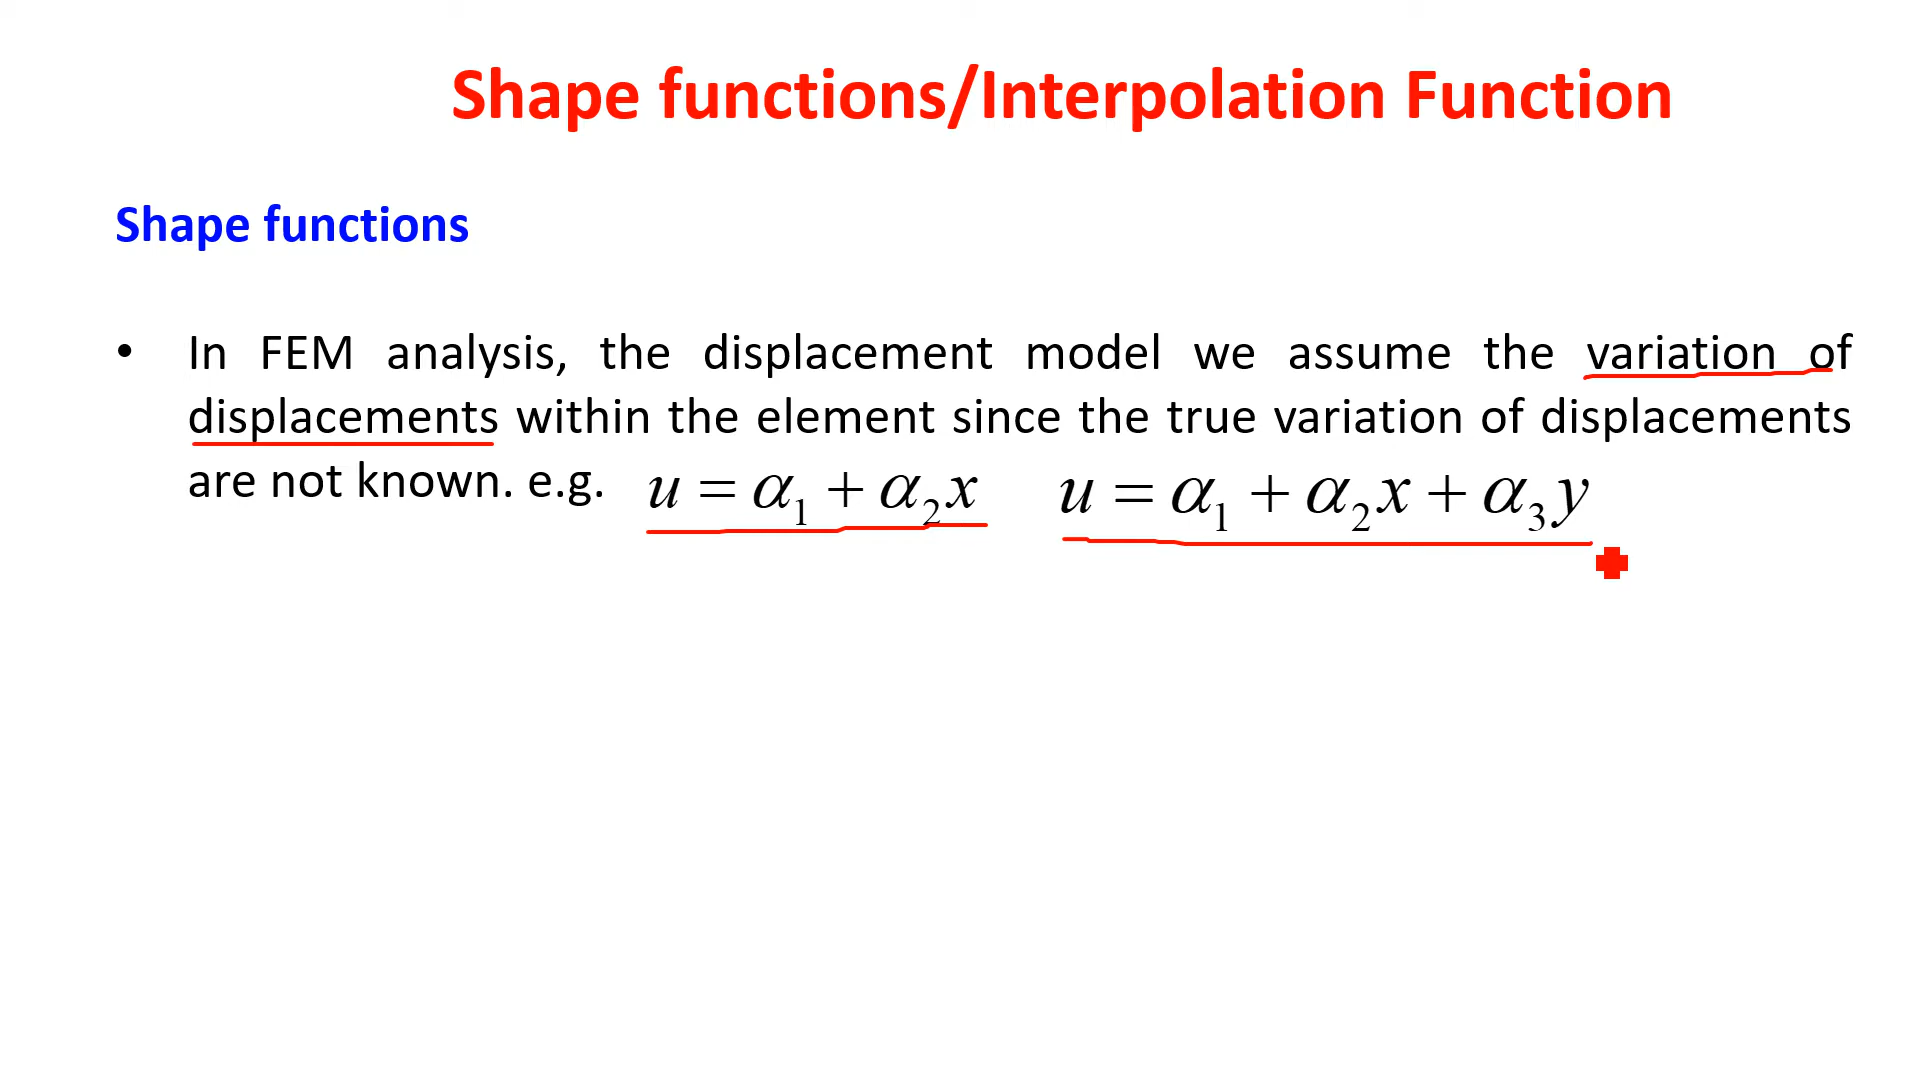 Shape functions/Interpolation Function
Shape functions
• In FEM analysis, the displacement model we assume the variation of
displacements within the element since the true variation of displacements
are not known. e.g. u = α₁ + α₂x u = α₁ + α₂x + α₃y